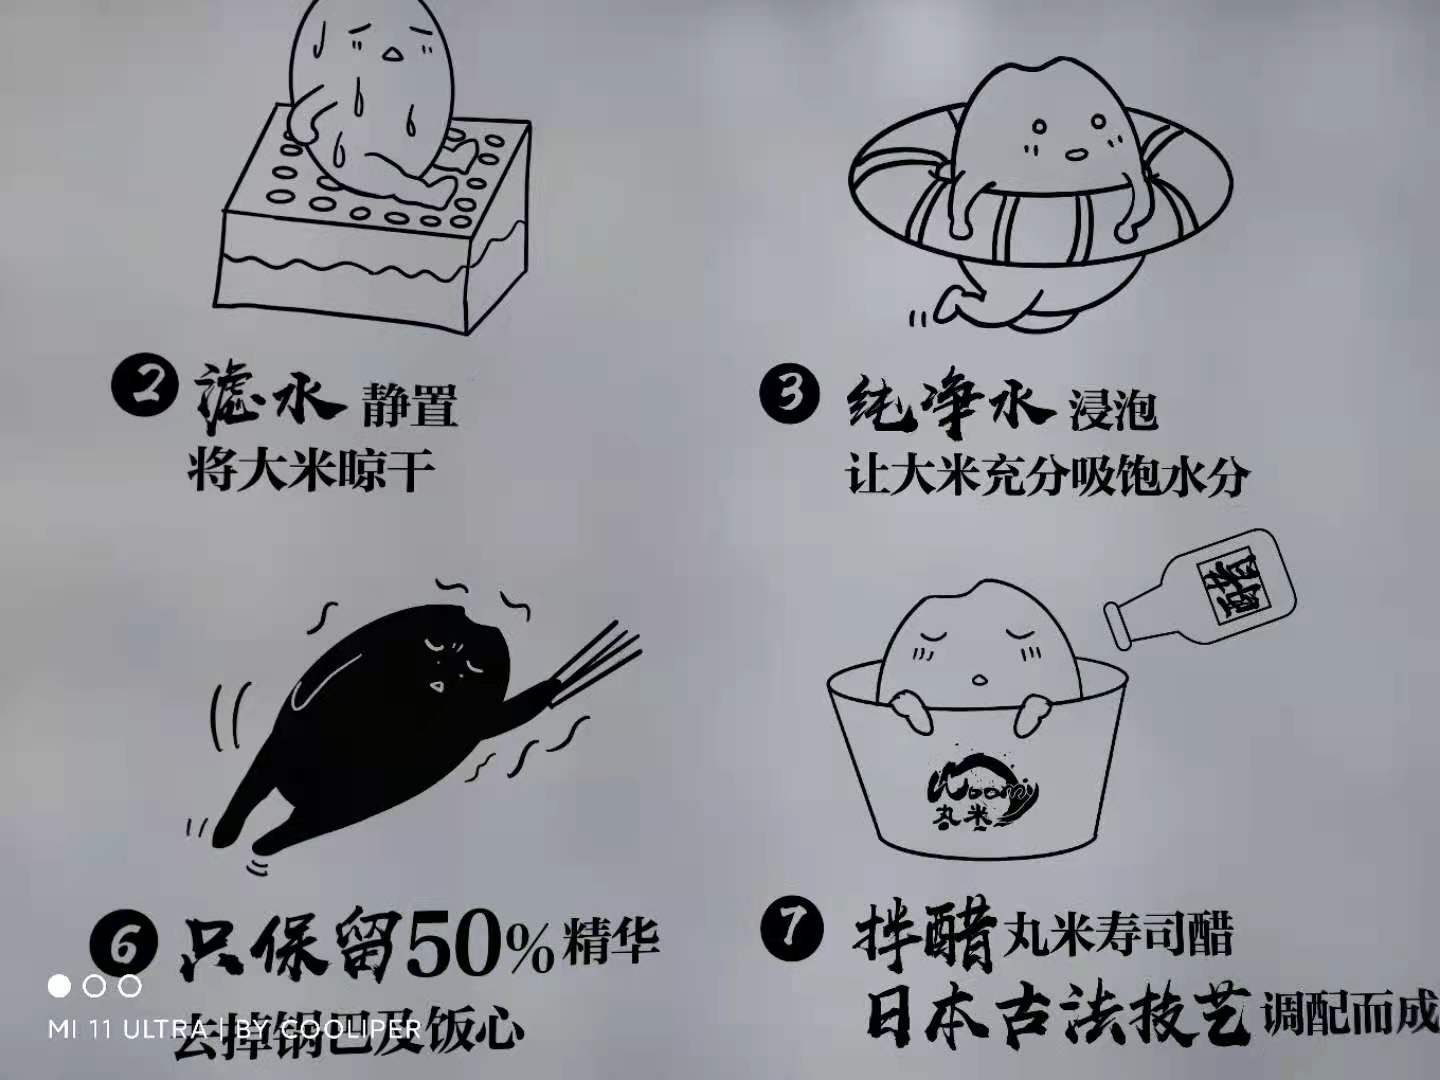 2 滤水 静置
将大米晾干
3 纯净水 浸泡
让大米充分吸饱水分
醋
Woomy
丸米
6 只保留50%精华
去掉锅巴及饭心
7 拌醋 丸米寿司醋
日本古法技艺 调配而成
MI 11 ULTRA | BY COOLIPER